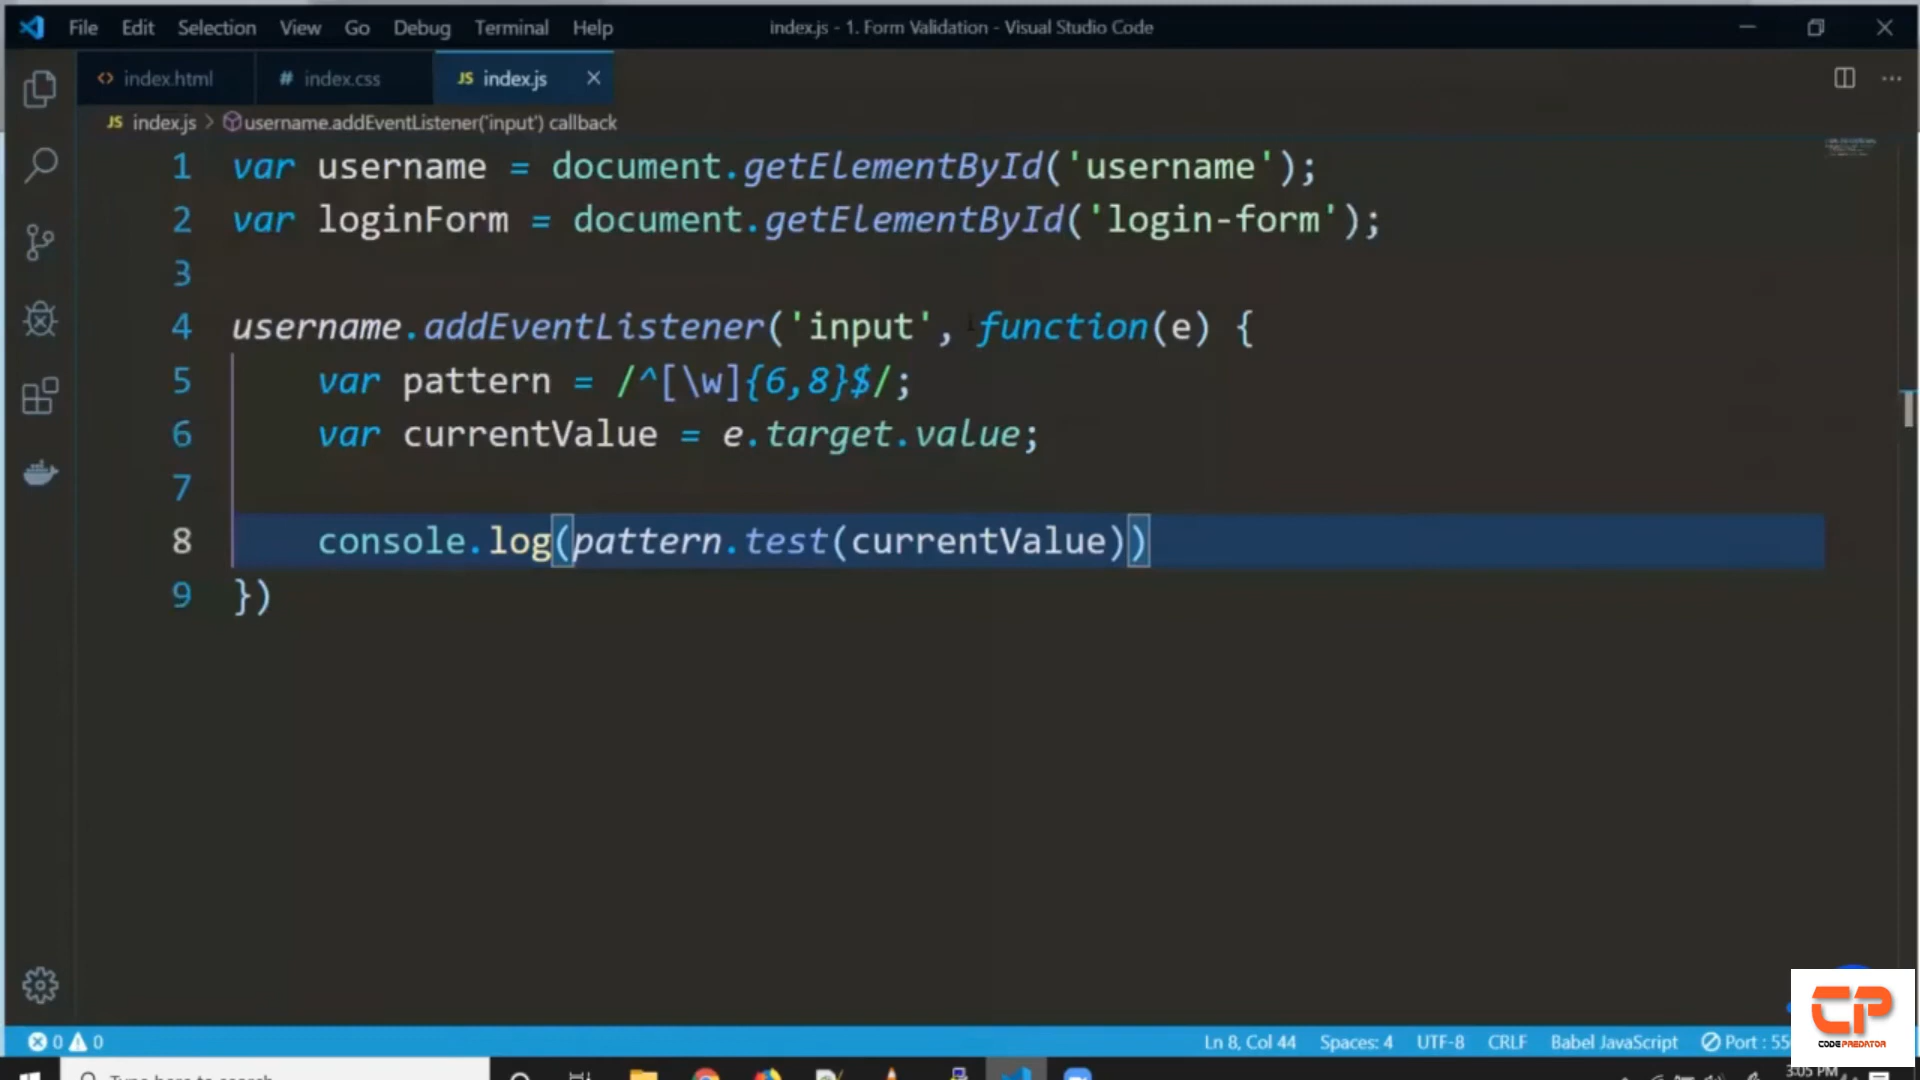 File Edit Selection View Go Debug Terminal Help
index.js - 1. Form Validation - Visual Studio Code
index.html
index.css
JS index.js
JS index.js > username.addEventListener('input') callback
1 var username = document.getElementById('username');
2 var loginForm = document.getElementById('login-form');
3
4 username.addEventListener('input', function(e) {
5 var pattern = /^[\w]{6,8}$/;
6 var currentValue = e.target.value;
7
8 console.log(pattern.test(currentValue))
9 })
0 0
Ln 8, Col 44 Spaces: 4 UTF-8 CRLF Babel JavaScript Port : 55
CP
CODE PREDATOR
Type here to search
3:05 PM